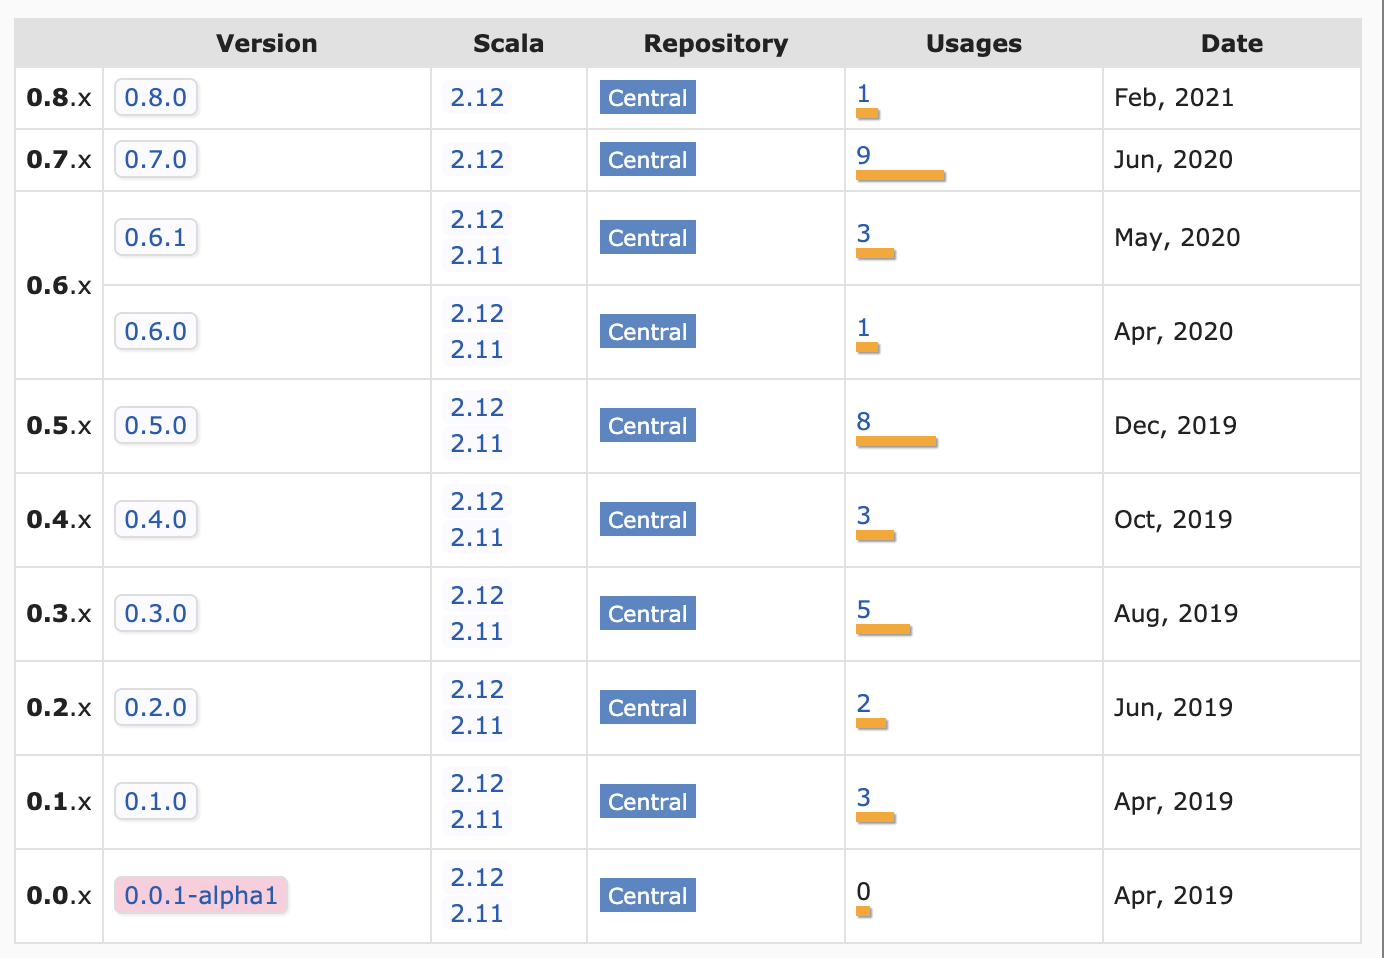 Version Scala Repository Usages Date
0.8.x 0.8.0 2.12 Central 1 Feb, 2021
0.7.x 0.7.0 2.12 Central 9 Jun, 2020
0.6.x
0.6.1 2.12 2.11 Central 3 May, 2020
0.6.0 2.12 2.11 Central 1 Apr, 2020
0.5.x 0.5.0 2.12 2.11 Central 8 Dec, 2019
0.4.x 0.4.0 2.12 2.11 Central 3 Oct, 2019
0.3.x 0.3.0 2.12 2.11 Central 5 Aug, 2019
0.2.x 0.2.0 2.12 2.11 Central 2 Jun, 2019
0.1.x 0.1.0 2.12 2.11 Central 3 Apr, 2019
0.0.x 0.0.1-alpha1 2.12 2.11 Central 0 Apr, 2019